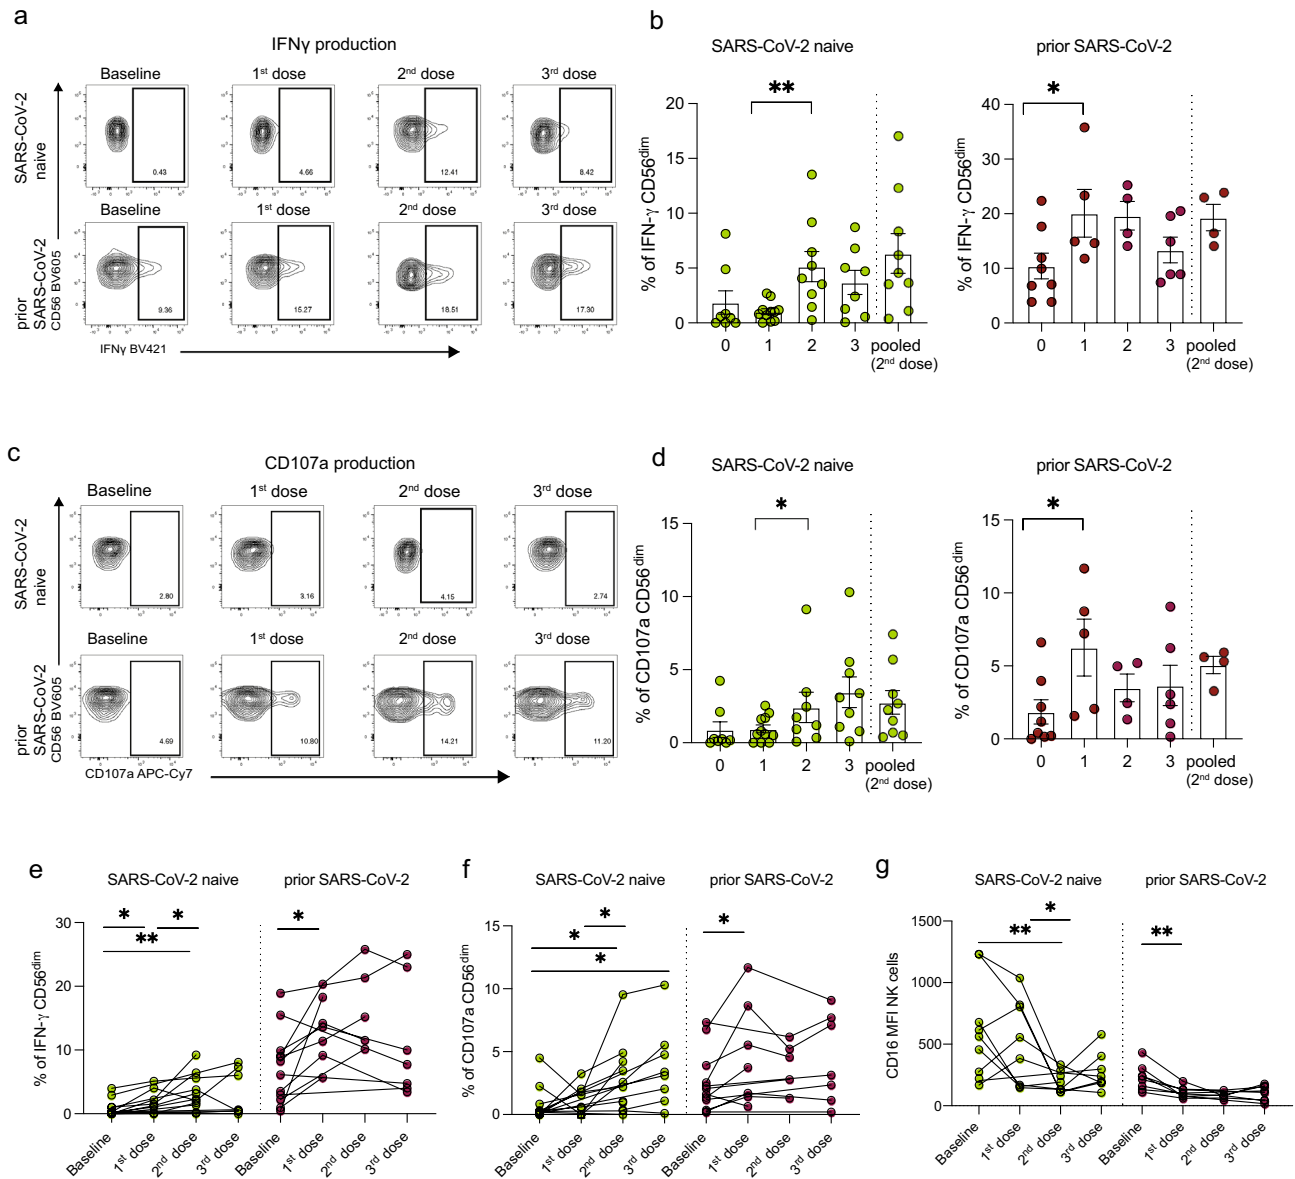 a
IFNγ production
Baseline
1st dose
2nd dose
3rd dose
SARS-CoV-2
naive
0.43
4.66
12.41
8.42
Baseline
1st dose
2nd dose
3rd dose
prior
SARS-CoV-2
CD56 BV605
9.36
15.27
18.51
17.30
IFNγ BV421
b
SARS-CoV-2 naive
prior SARS-CoV-2
**
*
% of IFN-γ CD56dim
20
15
10
5
0
0 1 2 3 pooled
(2nd dose)
% of IFN-γ CD56dim
40
30
20
10
0
0 1 2 3 pooled
(2nd dose)
c
CD107a production
Baseline
1st dose
2nd dose
3rd dose
SARS-CoV-2
naive
2.80
3.16
4.15
2.74
Baseline
1st dose
2nd dose
3rd dose
prior
SARS-CoV-2
CD56 BV605
4.69
10.80
14.21
11.20
CD107a APC-Cy7
d
SARS-CoV-2 naive
prior SARS-CoV-2
*
*
% of CD107a CD56dim
15
10
5
0
0 1 2 3 pooled
(2nd dose)
% of CD107a CD56dim
15
10
5
0
0 1 2 3 pooled
(2nd dose)
e
SARS-CoV-2 naive
prior SARS-CoV-2
* *
**
*
% of IFN-γ CD56dim
30
20
10
0
Baseline
1st dose
2nd dose
3rd dose
Baseline
1st dose
2nd dose
3rd dose
f
SARS-CoV-2 naive
prior SARS-CoV-2
*
*
*
*
% of CD107a CD56dim
15
10
5
0
Baseline
1st dose
2nd dose
3rd dose
Baseline
1st dose
2nd dose
3rd dose
g
SARS-CoV-2 naive
prior SARS-CoV-2
*
**
**
CD16 MFI NK cells
1500
1000
500
0
Baseline
1st dose
2nd dose
3rd dose
Baseline
1st dose
2nd dose
3rd dose